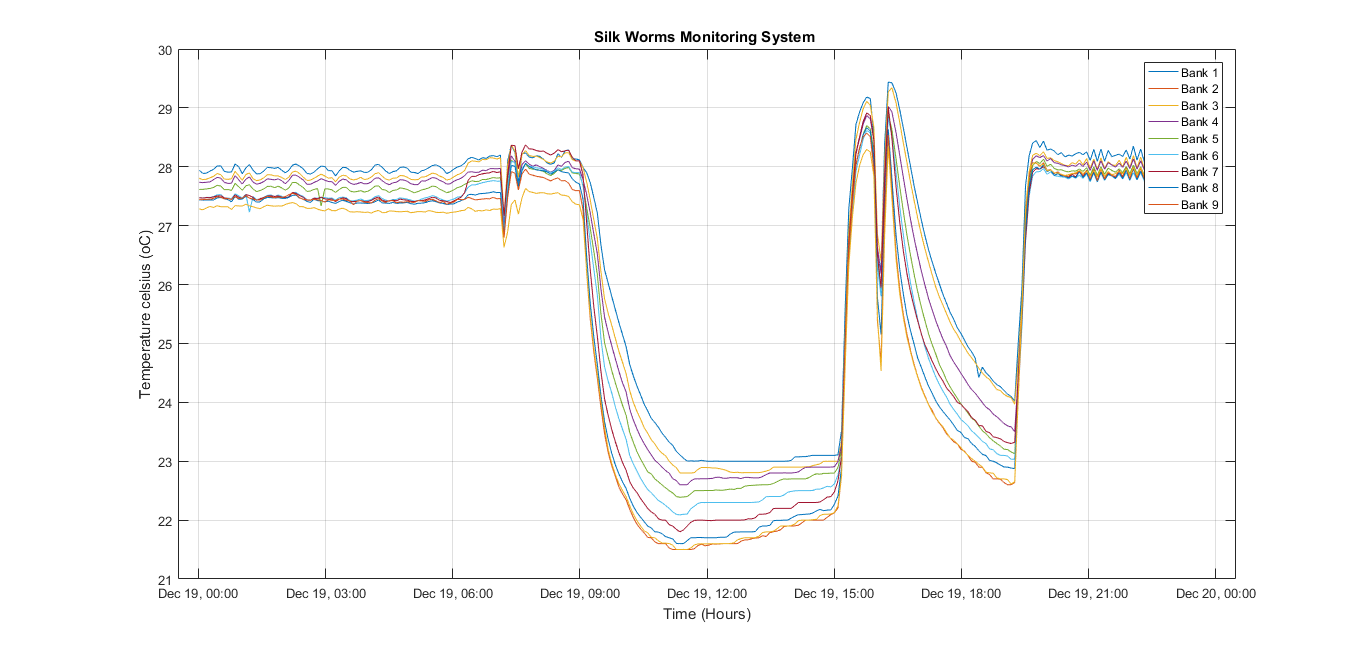 Silk Worms Monitoring System
30
29
28
27
26
25
24
23
22
21
Temperature celsius (oC)
Bank 1
Bank 2
Bank 3
Bank 4
Bank 5
Bank 6
Bank 7
Bank 8
Bank 9
Dec 19, 00:00 Dec 19, 03:00 Dec 19, 06:00 Dec 19, 09:00 Dec 19, 12:00 Dec 19, 15:00 Dec 19, 18:00 Dec 19, 21:00 Dec 20, 00:00
Time (Hours)